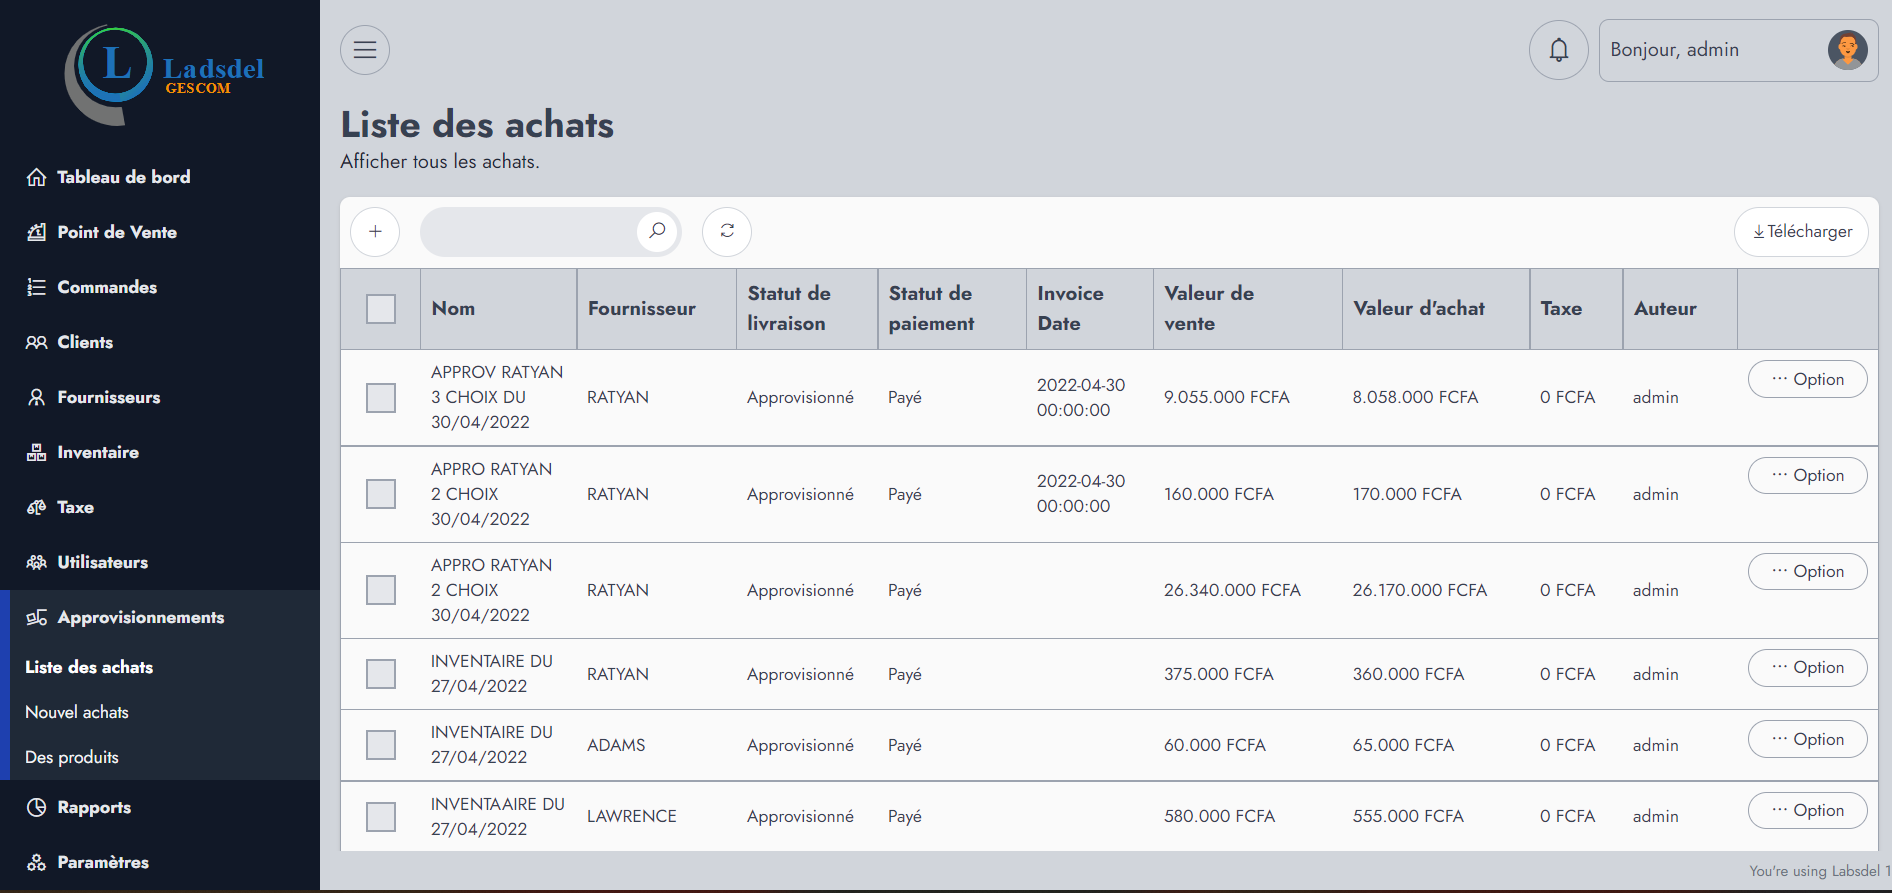 L
Ladsdel
GESCOM
Tableau de bord
Point de Vente
Commandes
Clients
Fournisseurs
Inventaire
Taxe
Utilisateurs
Approvisionnements
Liste des achats
Nouvel achats
Des produits
Rapports
Paramètres
Bonjour, admin
Liste des achats
Afficher tous les achats.
+
Télécharger
Nom
Fournisseur
Statut de
livraison
Statut de
paiement
Invoice
Date
Valeur de
vente
Valeur d'achat
Taxe
Auteur
APPROV RATYAN
3 CHOIX DU
30/04/2022
RATYAN
Approvisionné
Payé
2022-04-30
00:00:00
9.055.000 FCFA
8.058.000 FCFA
0 FCFA
admin
··· Option
APPRO RATYAN
2 CHOIX
30/04/2022
RATYAN
Approvisionné
Payé
2022-04-30
00:00:00
160.000 FCFA
170.000 FCFA
0 FCFA
admin
··· Option
APPRO RATYAN
2 CHOIX
30/04/2022
RATYAN
Approvisionné
Payé
26.340.000 FCFA
26.170.000 FCFA
0 FCFA
admin
··· Option
INVENTAIRE DU
27/04/2022
RATYAN
Approvisionné
Payé
375.000 FCFA
360.000 FCFA
0 FCFA
admin
··· Option
INVENTAIRE DU
27/04/2022
ADAMS
Approvisionné
Payé
60.000 FCFA
65.000 FCFA
0 FCFA
admin
··· Option
INVENTAAIRE DU
27/04/2022
LAWRENCE
Approvisionné
Payé
580.000 FCFA
555.000 FCFA
0 FCFA
admin
··· Option
You're using Labsdel 1